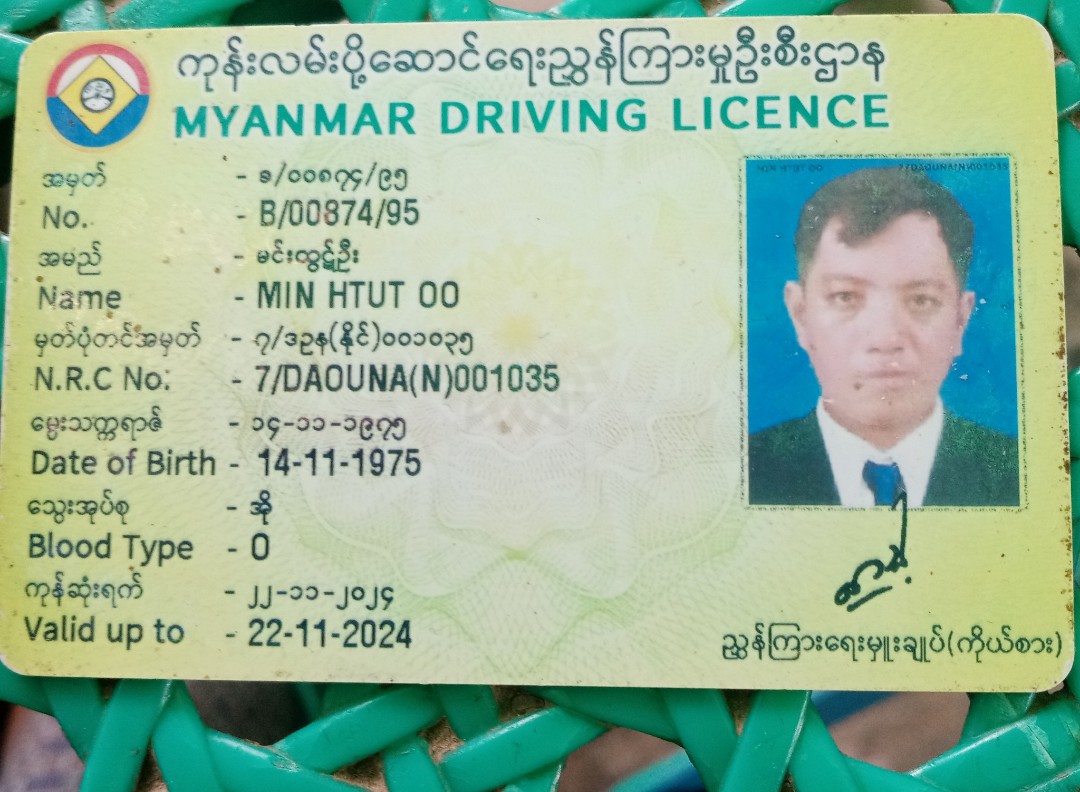 ကုန်းလမ်းပို့ဆောင်ရေးညွှန်ကြားမှုဦးစီးဌာန
MYANMAR DRIVING LICENCE
အမှတ် - ခ/၀၀၈၇၄/၉၅
No. - B/00874/95
အမည် - မင်းထွဋ်ဦး
Name - MIN HTUT OO
မှတ်ပုံတင်အမှတ် - ၇/ဒဥန(နိုင်)၀၀၁၀၃၅
N.R.C No: - 7/DAOUNA(N)001035
မွေးသက္ကရာဇ် - ၁၄-၁၁-၁၉၇၅
Date of Birth - 14-11-1975
သွေးအုပ်စု - အို
Blood Type - O
ကုန်ဆုံးရက် - ၂၂-၁၁-၂၀၂၄
Valid up to - 22-11-2024
MIN HTUT OO 7/DAOUNA(N)001035
ညွှန်ကြားရေးမှူးချုပ်(ကိုယ်စား)